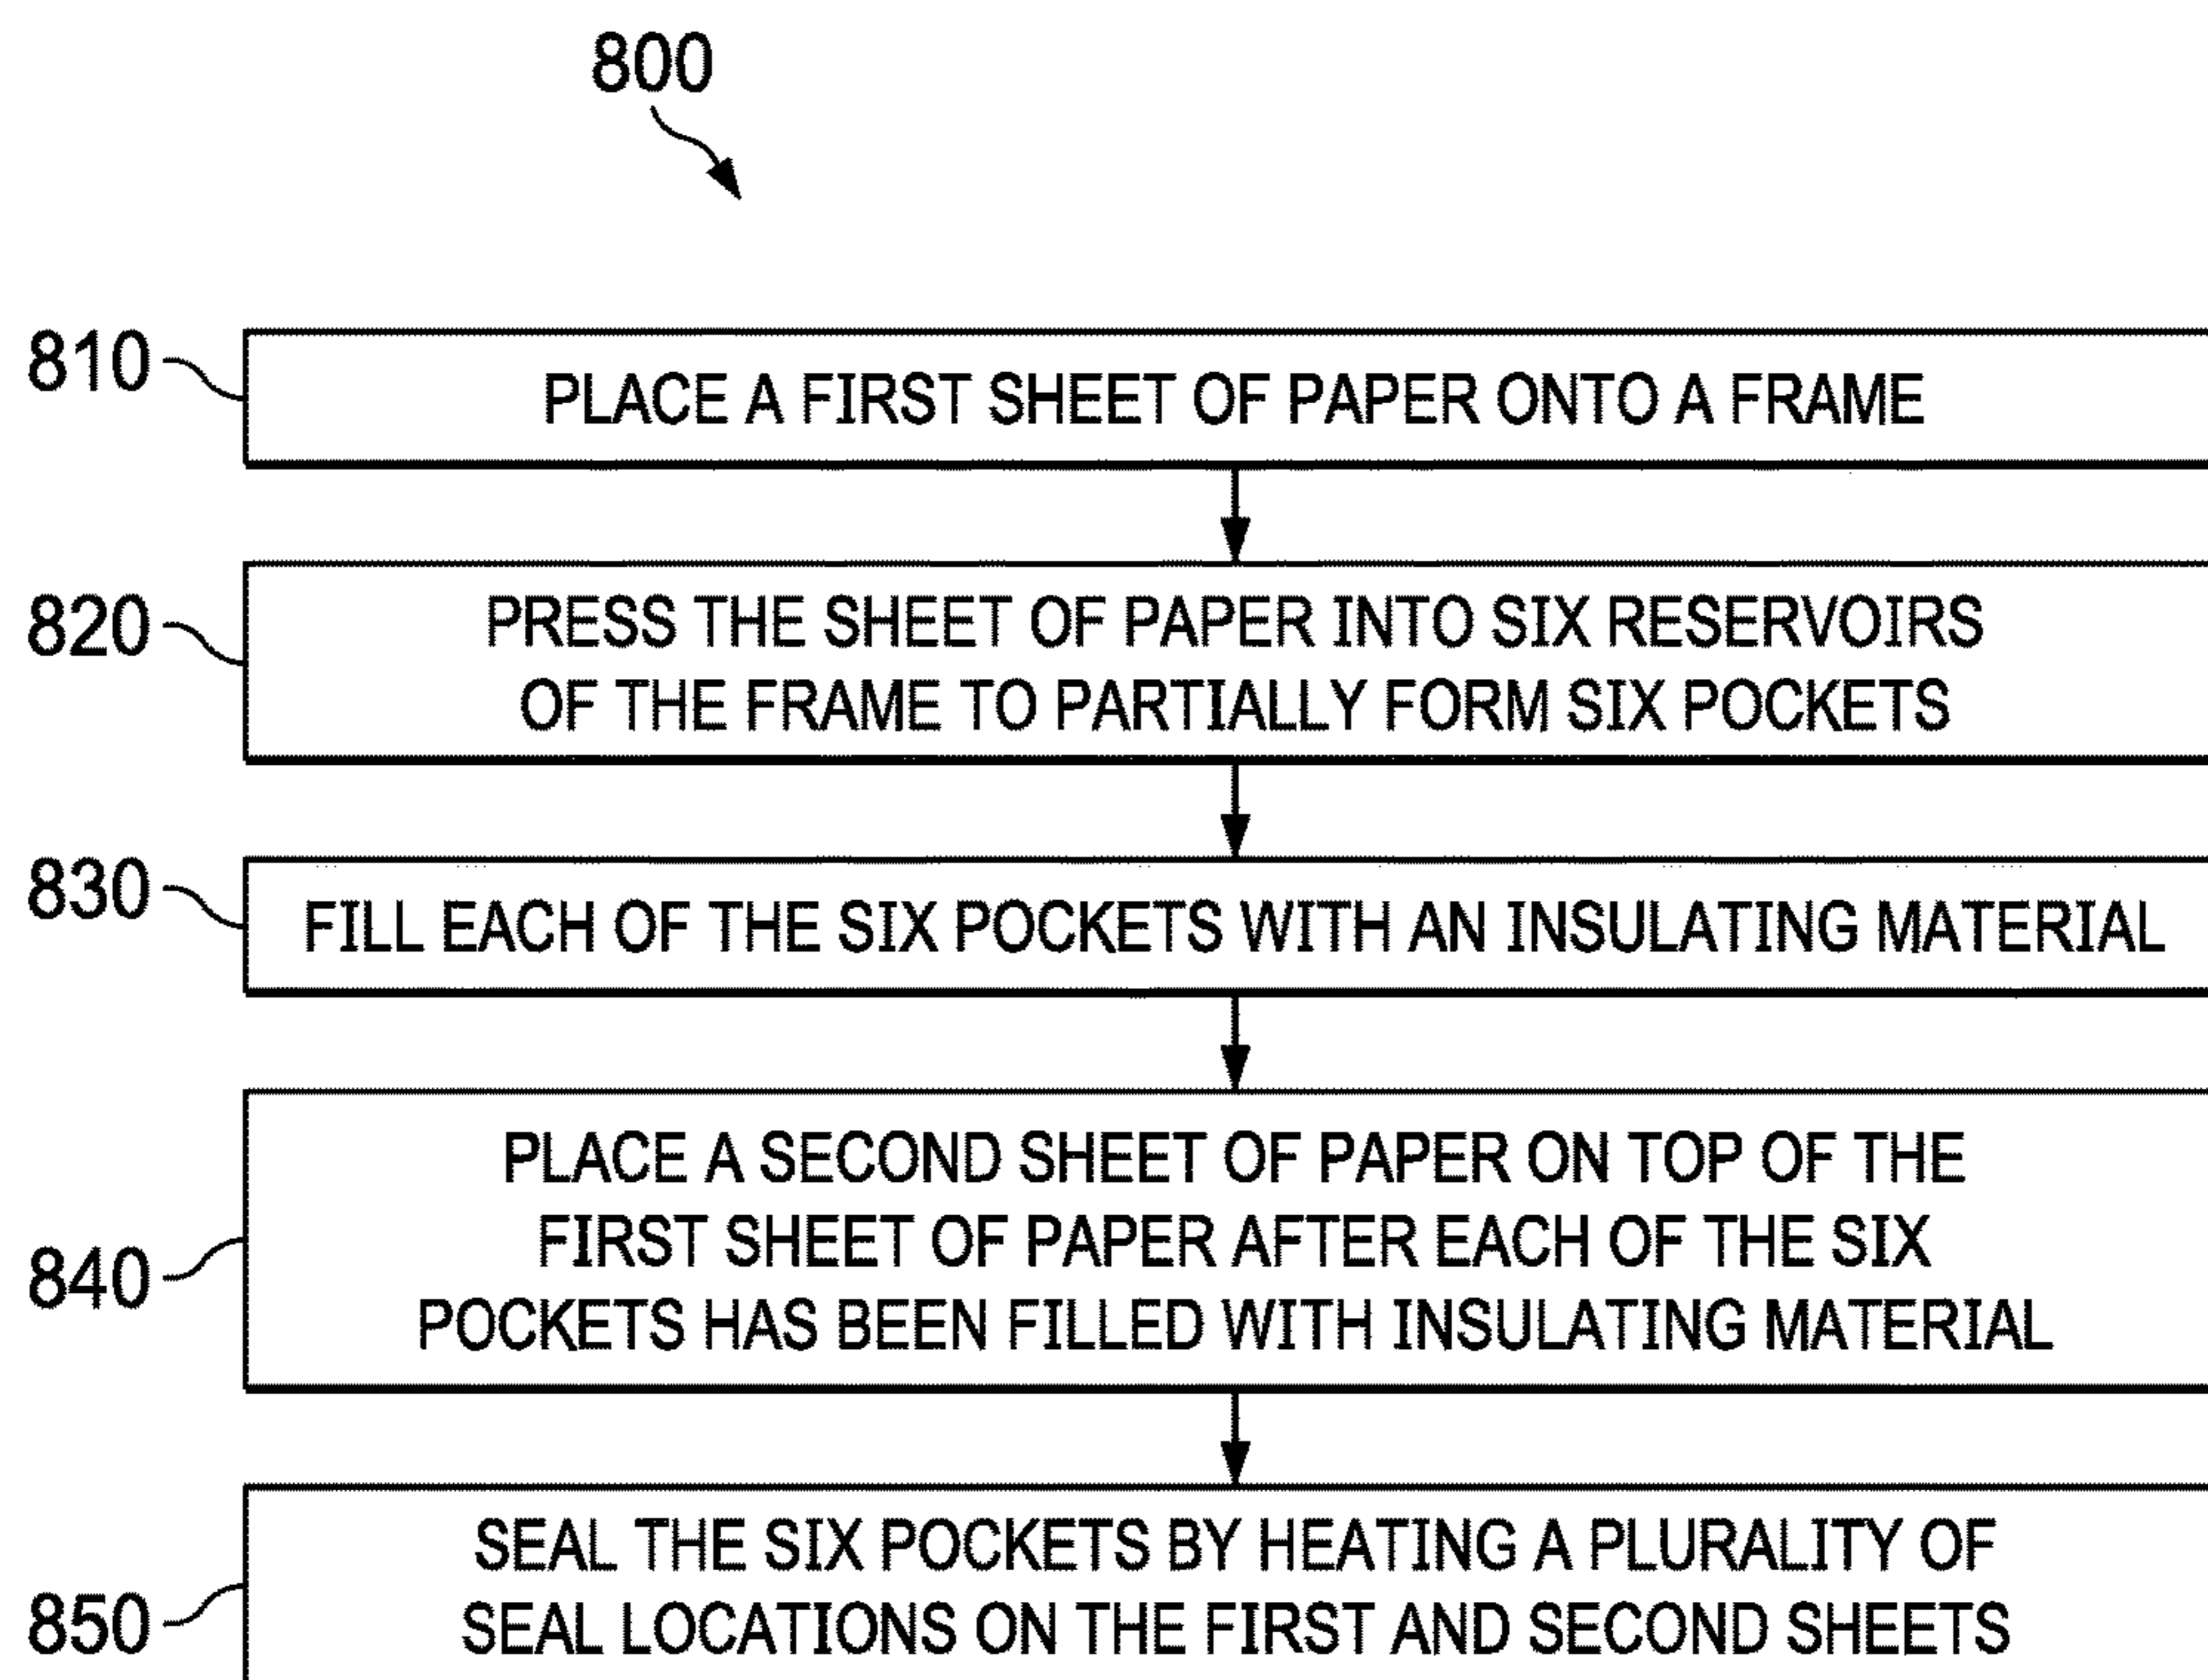 800
810
PLACE A FIRST SHEET OF PAPER ONTO A FRAME
820
PRESS THE SHEET OF PAPER INTO SIX RESERVOIRS
OF THE FRAME TO PARTIALLY FORM SIX POCKETS
830
FILL EACH OF THE SIX POCKETS WITH AN INSULATING MATERIAL
840
PLACE A SECOND SHEET OF PAPER ON TOP OF THE
FIRST SHEET OF PAPER AFTER EACH OF THE SIX
POCKETS HAS BEEN FILLED WITH INSULATING MATERIAL
850
SEAL THE SIX POCKETS BY HEATING A PLURALITY OF
SEAL LOCATIONS ON THE FIRST AND SECOND SHEETS